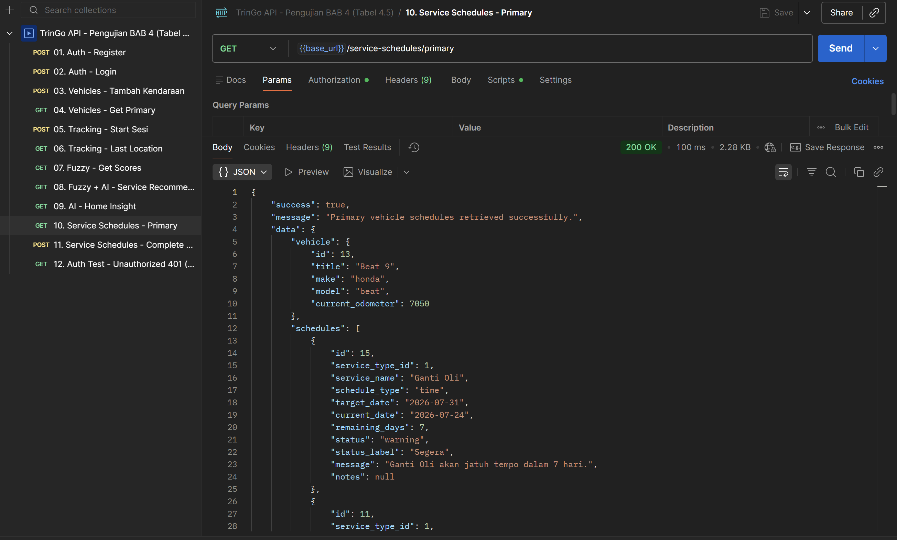 Search collections
TrinGo API - Pengujian BAB 4 (Tabel 4.5) / 10. Service Schedules - Primary
Save
Share
TrinGo API - Pengujian BAB 4 (Tabel ...
POST 01. Auth - Register
POST 02. Auth - Login
POST 03. Vehicles - Tambah Kendaraan
GET 04. Vehicles - Get Primary
POST 05. Tracking - Start Sesi
GET 06. Tracking - Last Location
GET 07. Fuzzy - Get Scores
GET 08. Fuzzy + AI - Service Recomme...
GET 09. AI - Home Insight
GET 10. Service Schedules - Primary
POST 11. Service Schedules - Complete ...
GET 12. Auth Test - Unauthorized 401 (...
GET {{base_url}} /service-schedules/primary
Send
Docs Params Authorization Headers (9) Body Scripts Settings
Cookies
Query Params
Key Value Description Bulk Edit
Body Cookies Headers (9) Test Results
200 OK 100 ms 2.28 KB Save Response
{} JSON Preview Visualize
1 {
2 "success": true,
3 "message": "Primary vehicle schedules retrieved successfully.",
4 "data": {
5 "vehicle": {
6 "id": 13,
7 "title": "Beat 9",
8 "make": "honda",
9 "model": "beat",
10 "current_odometer": 7050
11 },
12 "schedules": [
13 {
14 "id": 15,
15 "service_type_id": 1,
16 "service_name": "Ganti Oli",
17 "schedule_type": "time",
18 "target_date": "2026-07-31",
19 "current_date": "2026-07-24",
20 "remaining_days": 7,
21 "status": "warning",
22 "status_label": "Segera",
23 "message": "Ganti Oli akan jatuh tempo dalam 7 hari.",
24 "notes": null
25 },
26 {
27 "id": 11,
28 "service_type_id": 1,